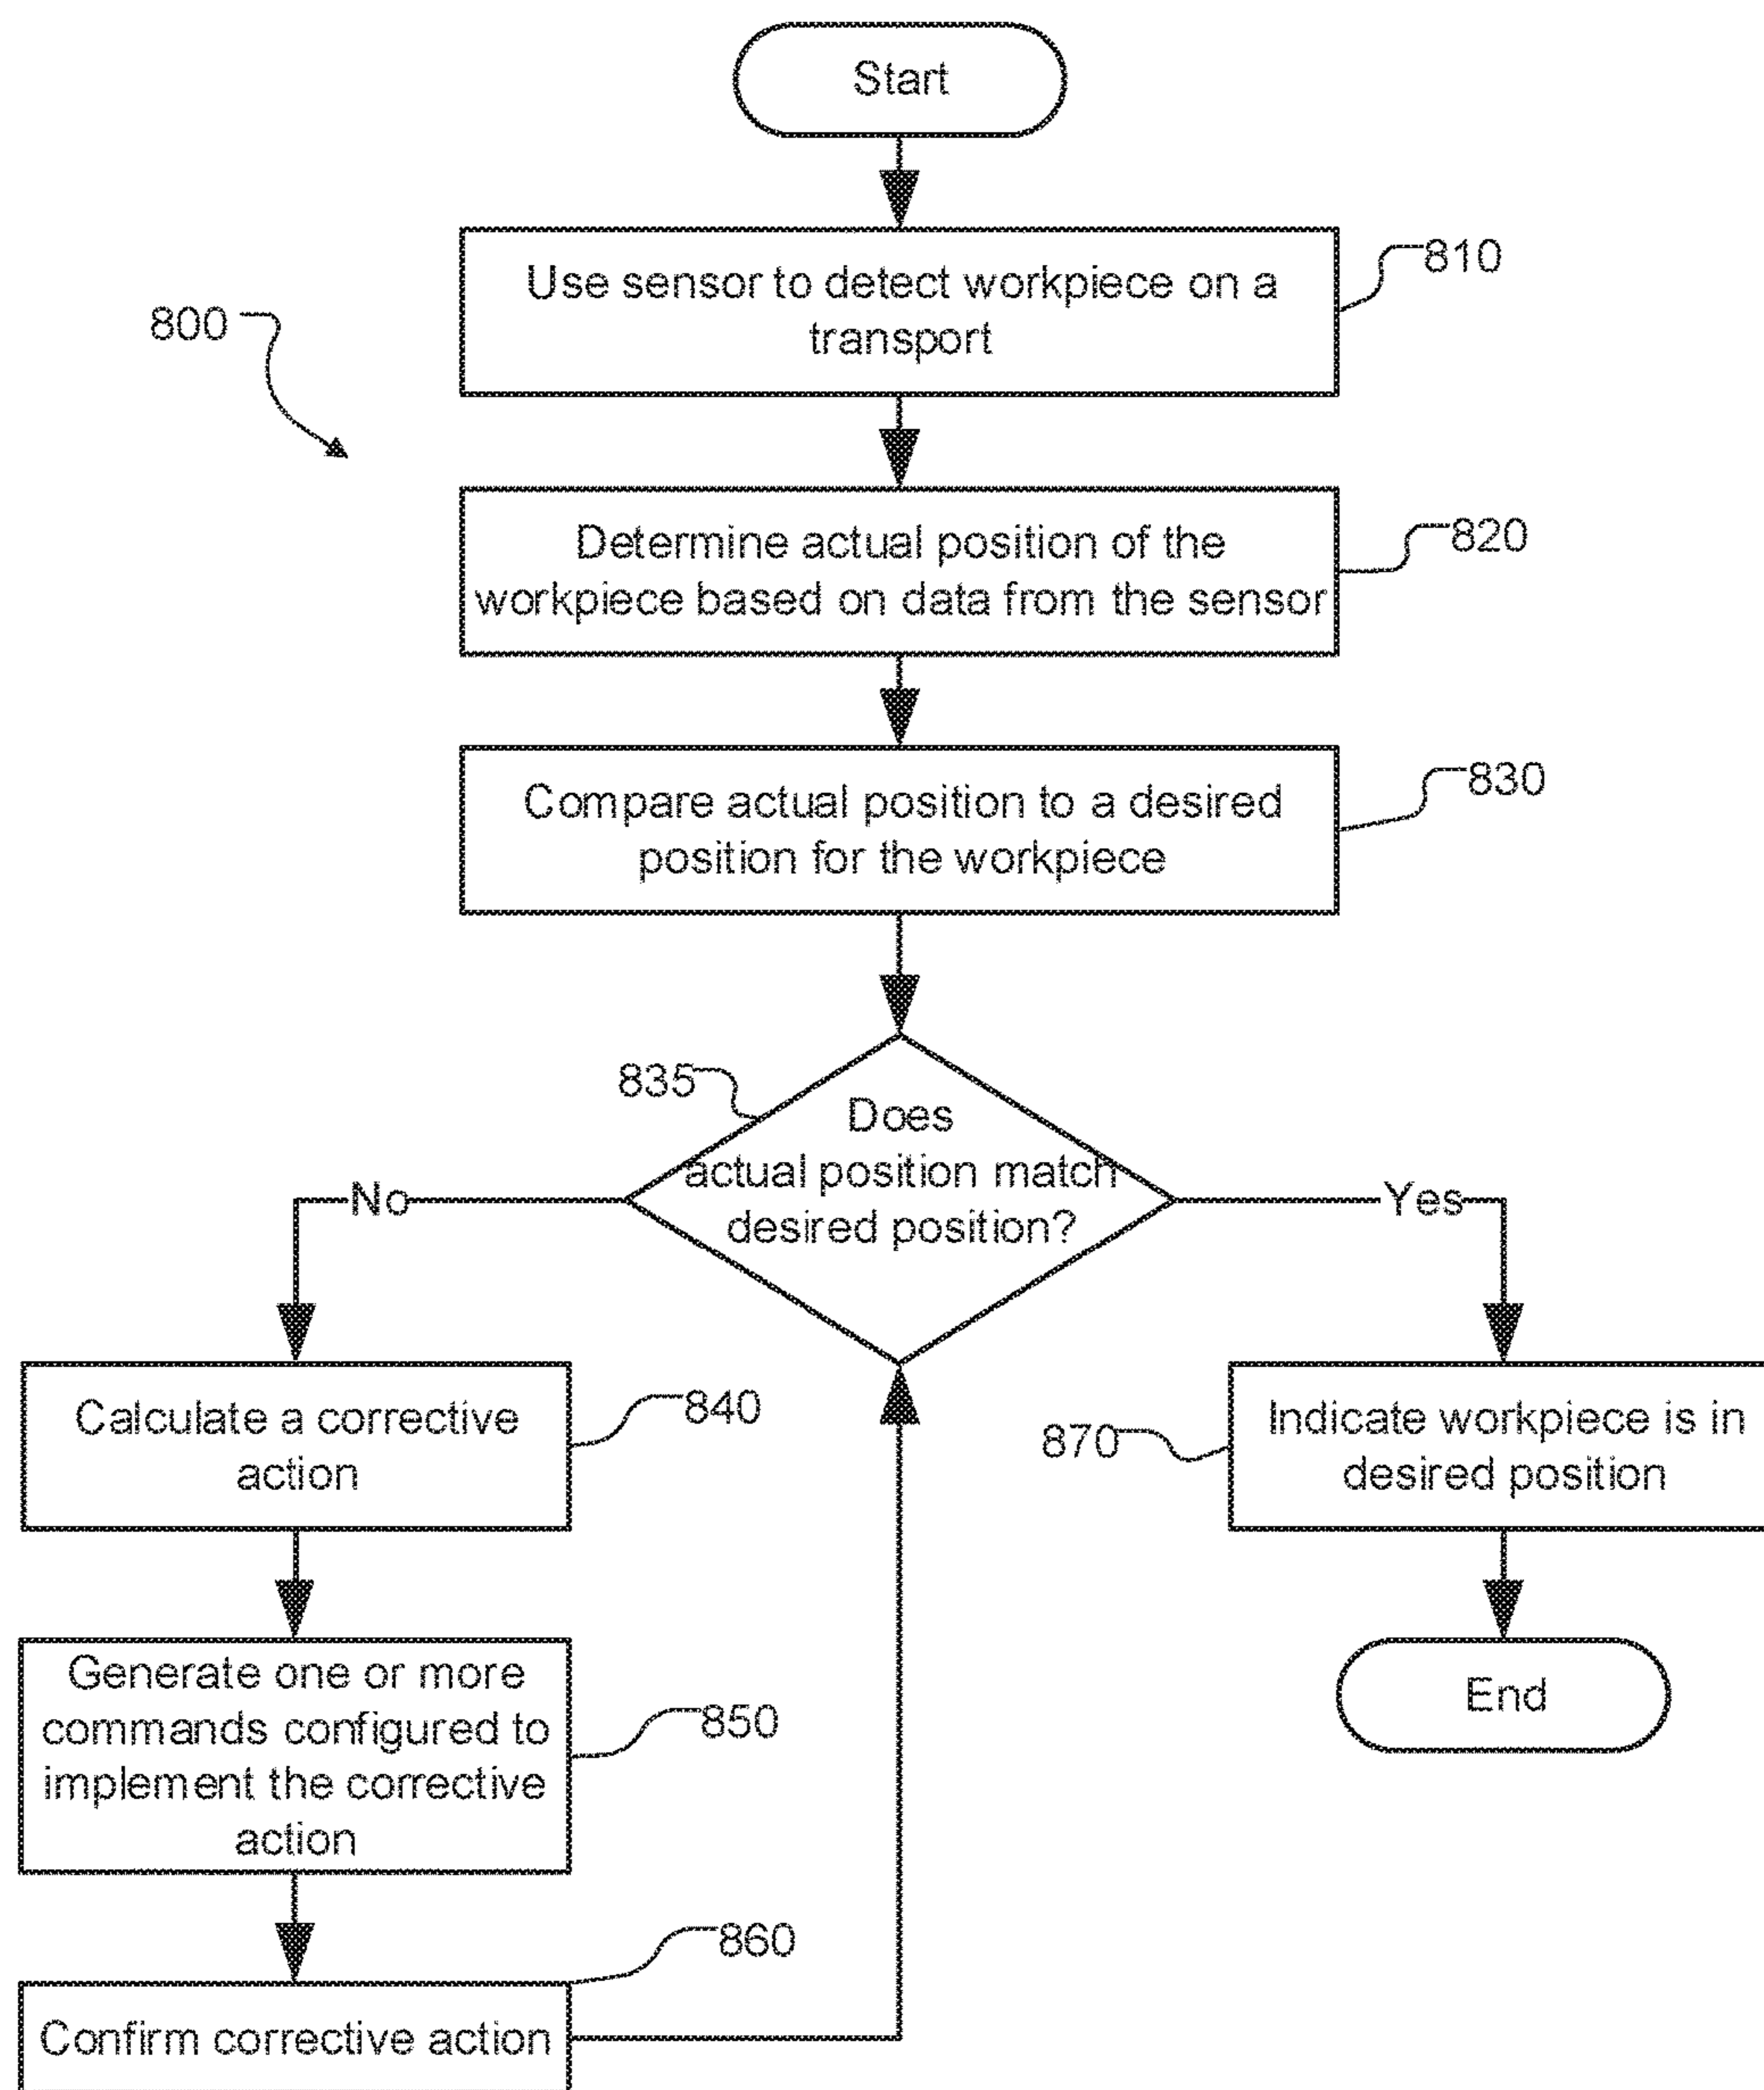 Start
Use sensor to detect workpiece on a
transport
810
800
Determine actual position of the
workpiece based on data from the sensor
820
Compare actual position to a desired
position for the workpiece
830
835
Does
actual position match
desired position?
No
Yes
Calculate a corrective
action
840
870
Indicate workpiece is in
desired position
Generate one or more
commands configured to
implement the corrective
action
850
End
860
Confirm corrective action